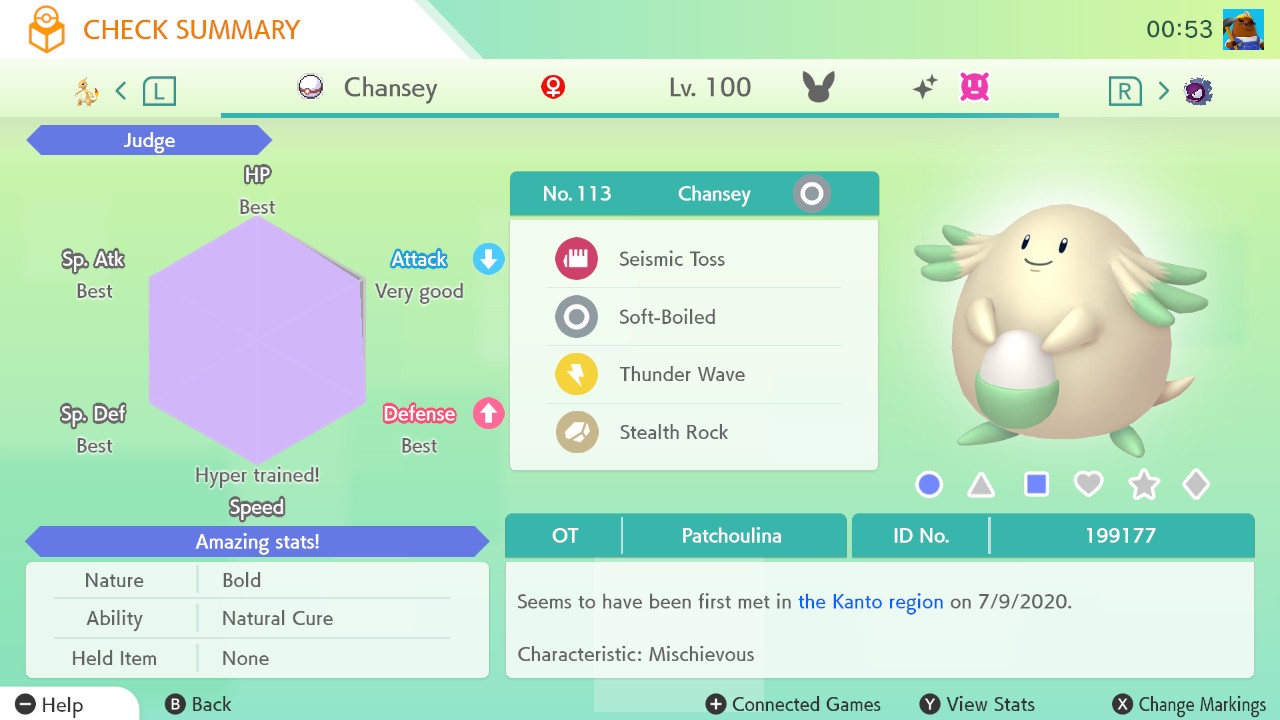 CHECK SUMMARY
00:53
L
Chansey
Lv. 100
R
Judge
HP
Best
Sp. Atk
Best
Attack
Very good
Sp. Def
Best
Defense
Best
Hyper trained!
Speed
Amazing stats!
Nature Bold
Ability Natural Cure
Held Item None
No. 113 Chansey
Seismic Toss
Soft-Boiled
Thunder Wave
Stealth Rock
OT Patchoulina ID No. 199177
Seems to have been first met in the Kanto region on 7/9/2020.
Characteristic: Mischievous
Help
B Back
Connected Games
Y View Stats
X Change Markings